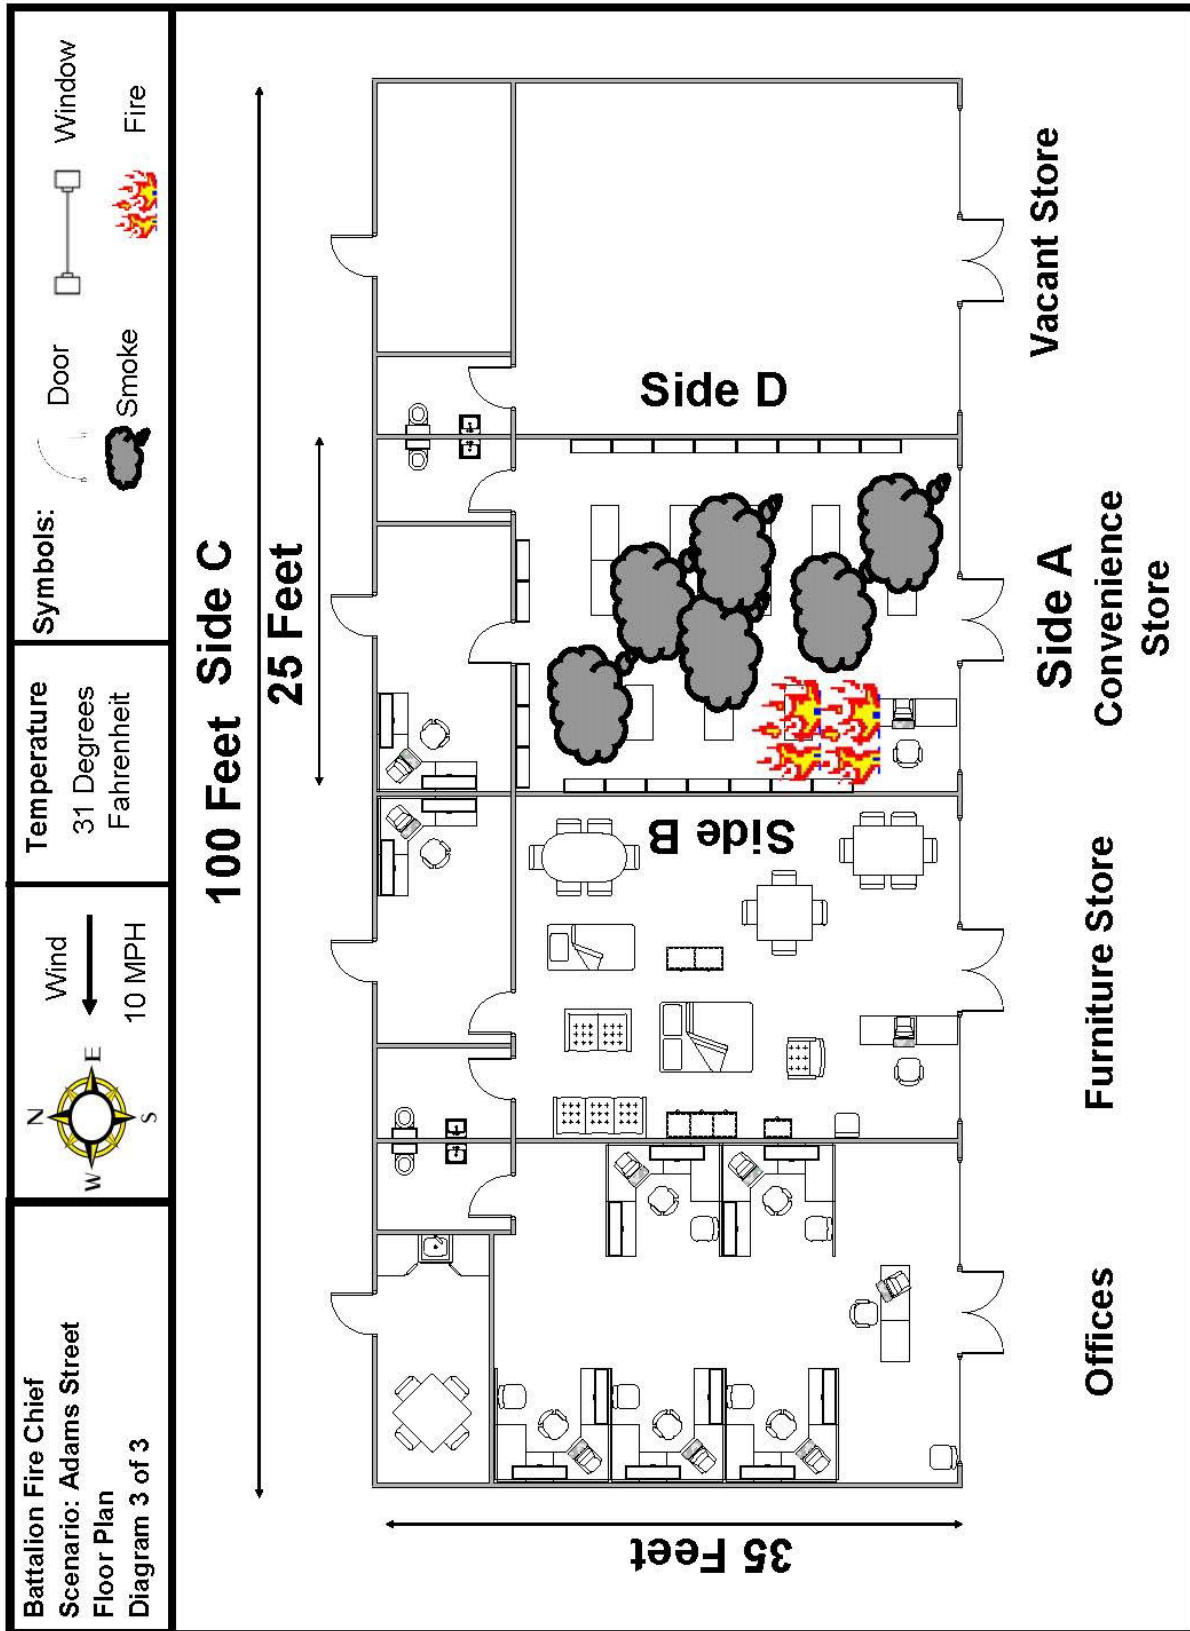 Battalion Fire Chief
Scenario: Adams Street
Floor Plan
Diagram 3 of 3
N
W
E
S
Wind
10 MPH
Temperature
31 Degrees
Fahrenheit
Symbols:
Door
Window
Smoke
Fire
100 Feet Side C
25 Feet
35 Feet
Side B
Side D
Side A
Offices
Furniture Store
Convenience
Store
Vacant Store